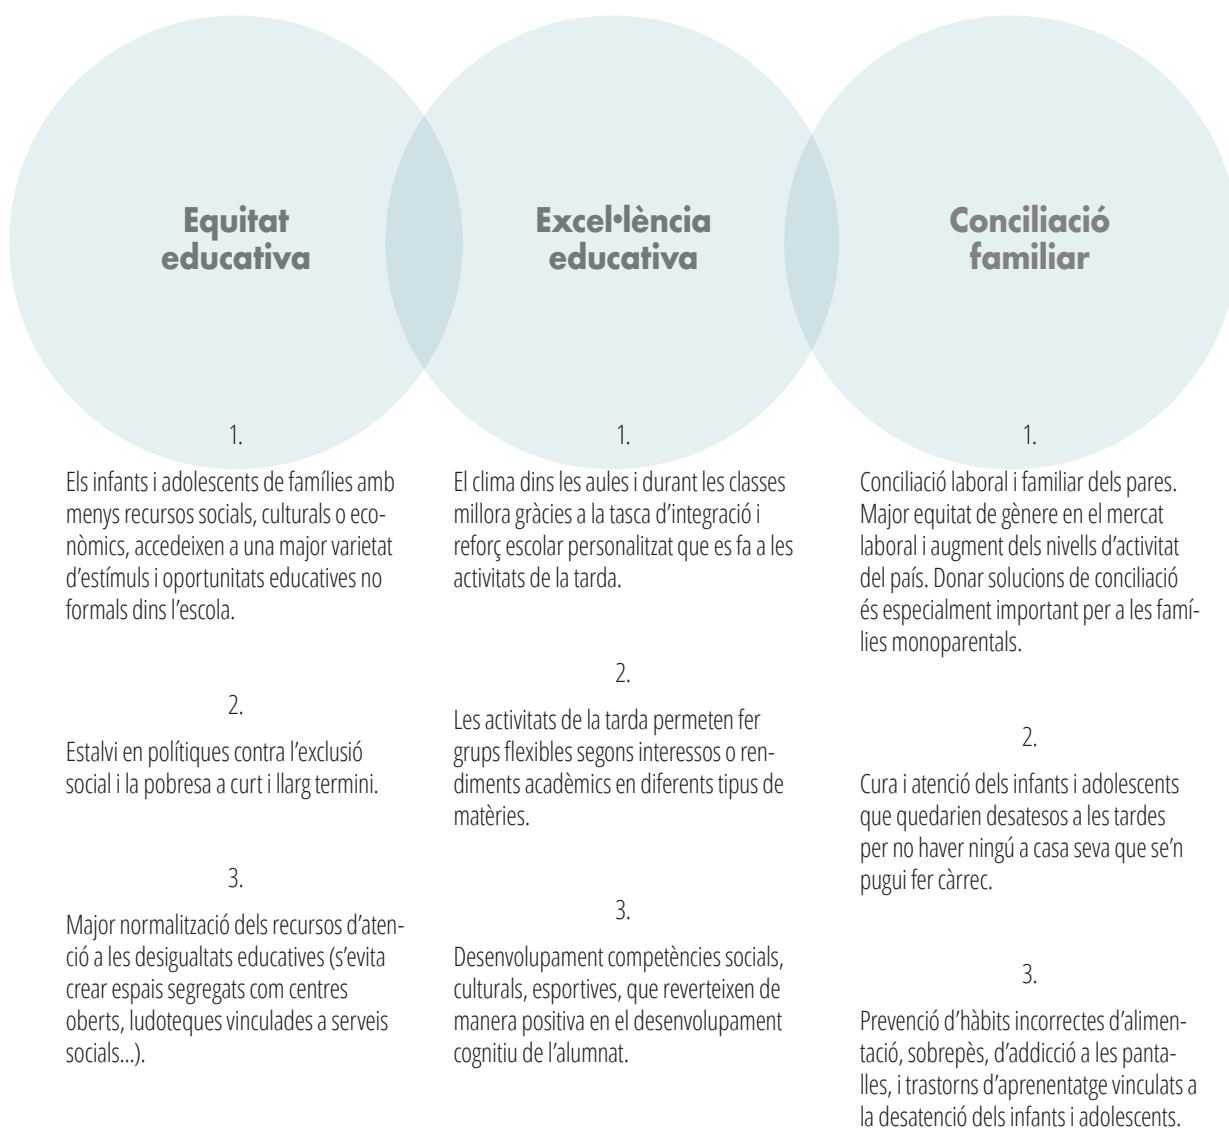 Equitat
educativa
1.
Els infants i adolescents de famílies amb
menys recursos socials, culturals o eco-
nòmics, accedeixen a una major varietat
d’estímuls i oportunitats educatives no
formals dins l’escola.
2.
Estalvi en polítiques contra l’exclusió
social i la pobresa a curt i llarg termini.
3.
Major normalització dels recursos d’aten-
ció a les desigualtats educatives (s’evita
crear espais segregats com centres
oberts, ludoteques vinculades a serveis
socials...).
Excel·lència
educativa
1.
El clima dins les aules i durant les classes
millora gràcies a la tasca d’integració i
reforç escolar personalitzat que es fa a les
activitats de la tarda.
2.
Les activitats de la tarda permeten fer
grups flexibles segons interessos o ren-
diments acadèmics en diferents tipus de
matèries.
3.
Desenvolupament competències socials,
culturals, esportives, que reverteixen de
manera positiva en el desenvolupament
cognitiu de l’alumnat.
Conciliació
familiar
1.
Conciliació laboral i familiar dels pares.
Major equitat de gènere en el mercat
laboral i augment dels nivells d’activitat
del país. Donar solucions de conciliació
és especialment important per a les famí-
lies monoparentals.
2.
Cura i atenció dels infants i adolescents
que quedarien desatesos a les tardes
per no haver ningú a casa seva que se’n
pugui fer càrrec.
3.
Prevenció d’hàbits incorrectes d’alimen-
tació, sobrepès, d’addicció a les panta-
lles, i trastorns d’aprenentatge vinculats a
la desatenció dels infants i adolescents.